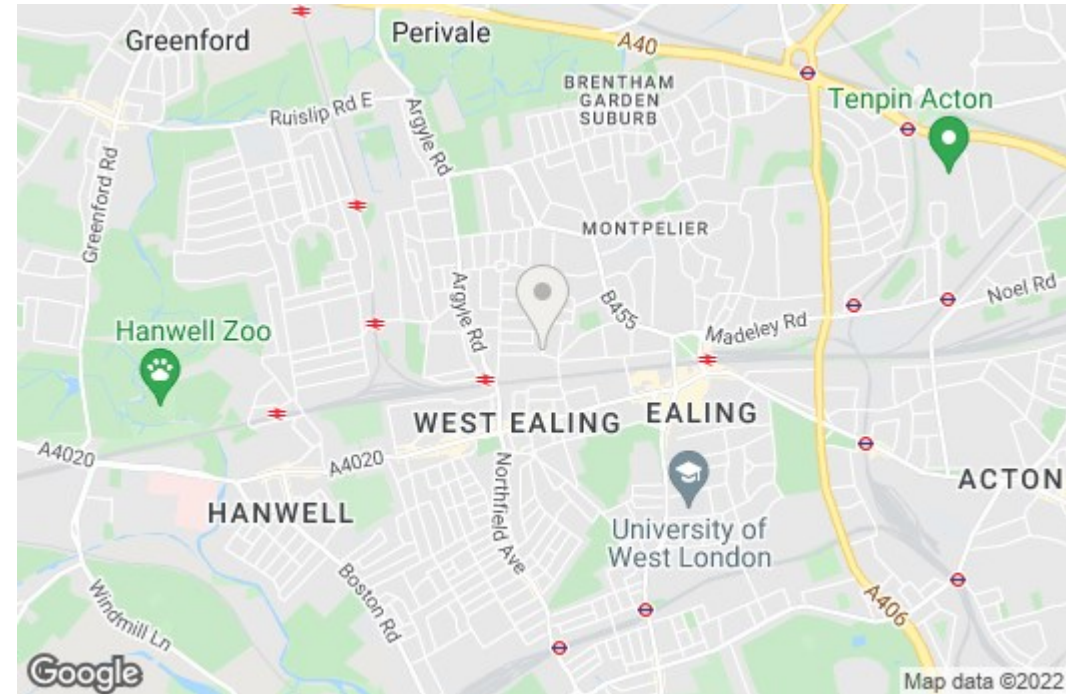 Greenford
Perivale
A40
BRENTHAM
GARDEN
SUBURB
Tenpin Acton
Ruislip Rd E
Argyle Rd
Greenford Rd
MONTPELIER
Argyle Rd
B455
Noel Rd
Madeley Rd
Hanwell Zoo
WEST EALING
EALING
A4020
A4020
Northfield Ave
ACTON
HANWELL
University of
West London
Boston Rd
Windmill Ln
A406
Google
Map data ©2022